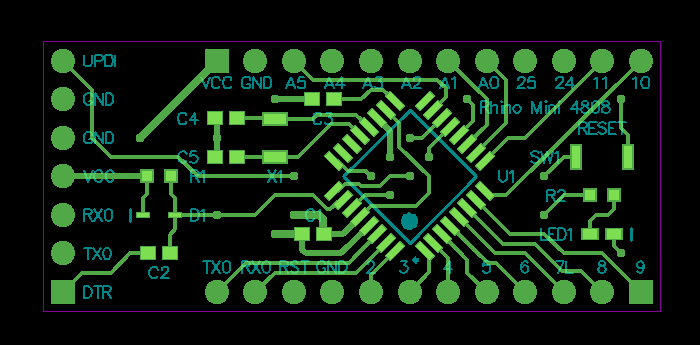 UPDI
VCC GND A5 A4 A3 A2 A1 A0 25 24 11 10
GND
Rhino Mini 4808
C4
C3
RESET
GND
C5
SW1
VCC
R1
X1
U1
R2
RX0
D1
C1
LED1
TX0
C2
TX0 RX0 RST GND 2 3 4 5 6 7L 8 9
DTR